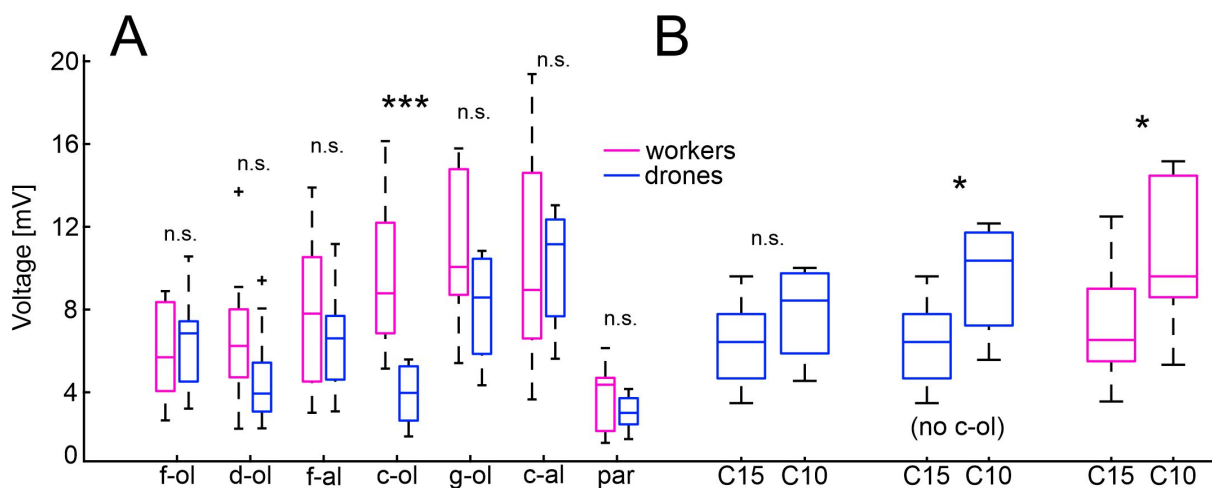 A
B
20
16
12
8
4
0
Voltage [mV]
n.s.
n.s.
n.s.
***
n.s.
n.s.
n.s.
workers
drones
f-ol d-ol f-al c-ol g-ol c-al par
n.s.
*
*
(no c-ol)
C15 C10 C15 C10 C15 C10